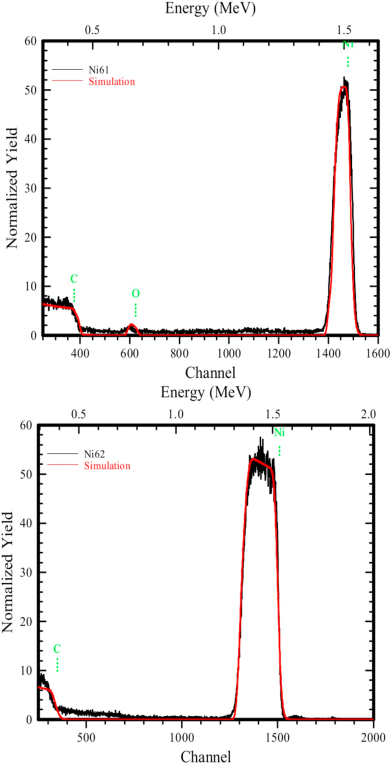 Energy (MeV)
0.5 1.0 1.5
60
Ni
Ni61
Simulation
50
40
30
20
10
0
Normalized Yield
C
O
400 600 800 1000 1200 1400 1600
Channel
Energy (MeV)
0.5 1.0 1.5 2.0
60
Ni
Ni62
Simulation
50
40
30
20
10
0
Normalized Yield
C
500 1000 1500 2000
Channel